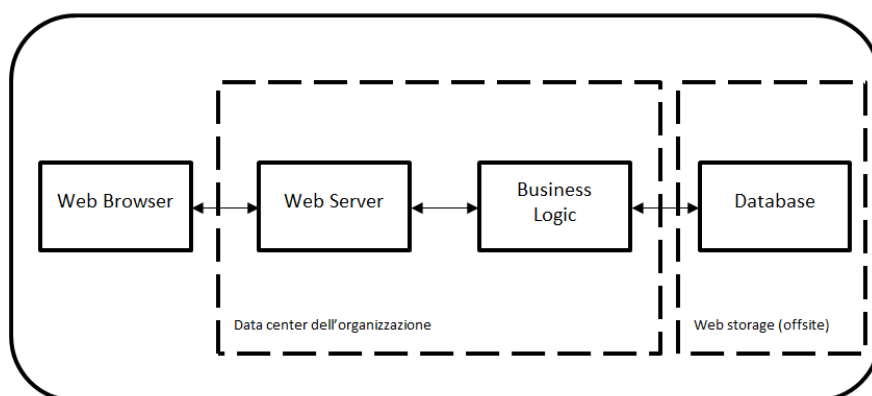 Web Browser
Web Server
Business
Logic
Database
Data center dell'organizzazione
Web storage (offsite)